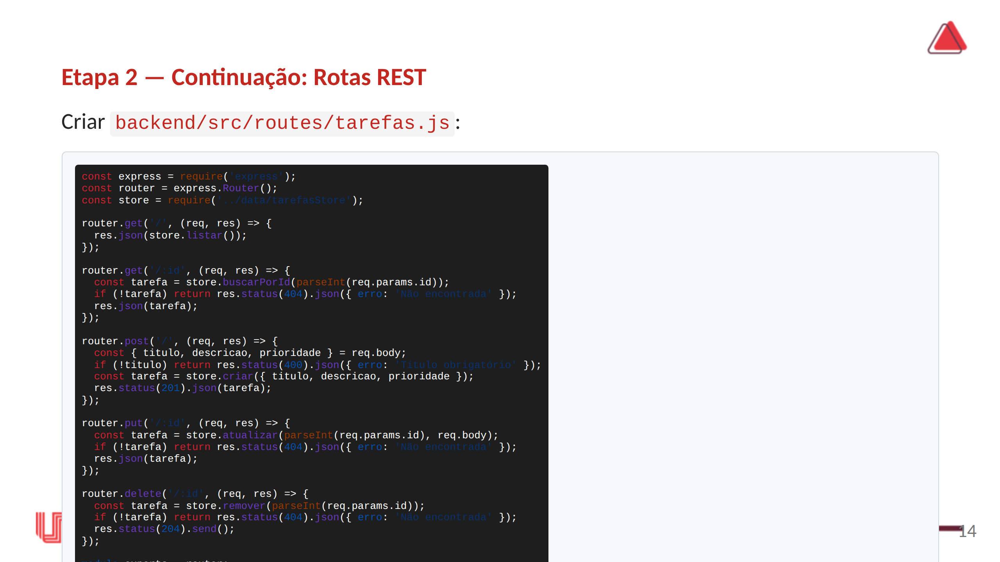 Etapa 2 — Continuação: Rotas REST
Criar backend/src/routes/tarefas.js:
const express = require('express');
const router = express.Router();
const store = require('../data/tarefasStore');
router.get('/', (req, res) => {
  res.json(store.listar());
});
router.get('/:id', (req, res) => {
  const tarefa = store.buscarPorId(parseInt(req.params.id));
  if (!tarefa) return res.status(404).json({ erro: 'Não encontrada' });
  res.json(tarefa);
});
router.post('/', (req, res) => {
  const { titulo, descricao, prioridade } = req.body;
  if (!titulo) return res.status(400).json({ erro: 'Título obrigatório' });
  const tarefa = store.criar({ titulo, descricao, prioridade });
  res.status(201).json(tarefa);
});
router.put('/:id', (req, res) => {
  const tarefa = store.atualizar(parseInt(req.params.id), req.body);
  if (!tarefa) return res.status(404).json({ erro: 'Não encontrada' });
  res.json(tarefa);
});
router.delete('/:id', (req, res) => {
  const tarefa = store.remover(parseInt(req.params.id));
  if (!tarefa) return res.status(404).json({ erro: 'Não encontrada' });
  res.status(204).send();
});
14